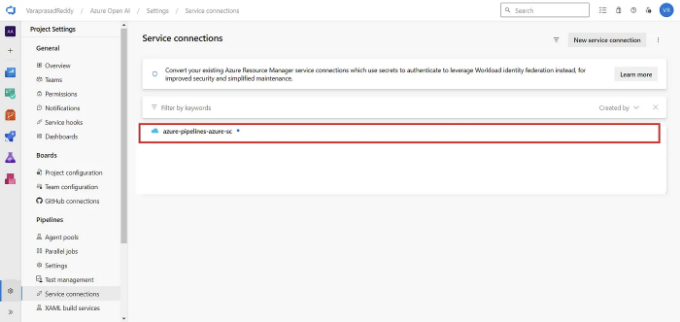 VaraprasadReddy / Azure Open AI / Settings / Service connections
Search
VR
AA
Project Settings
General
Overview
Teams
Permissions
Notifications
Service hooks
Dashboards
Boards
Project configuration
Team configuration
GitHub connections
Pipelines
Agent pools
Parallel jobs
Settings
Test management
Service connections
XAML build services
Service connections
New service connection
Convert your existing Azure Resource Manager service connections which use secrets to authenticate to leverage Workload identity federation instead, for
improved security and simplified maintenance.
Learn more
Filter by keywords
Created by
azure-pipelines-azure-sc